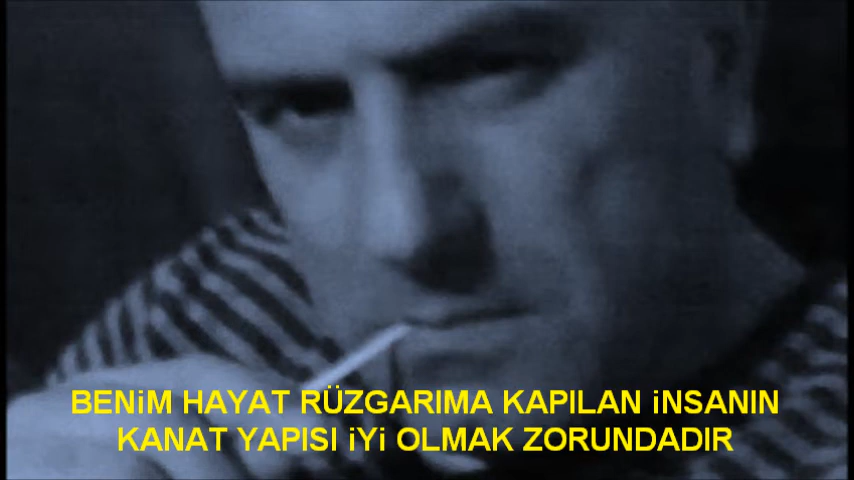 BENiM HAYAT RÜZGARIMA KAPILAN iNSANIN
KANAT YAPISI iYi OLMAK ZORUNDADIR